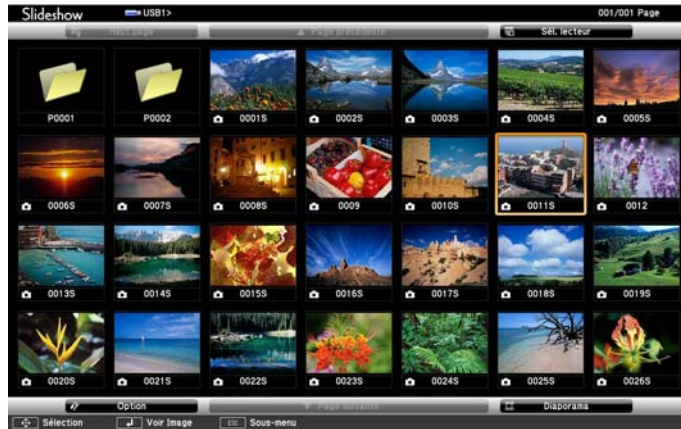 Slideshow USB1> 001/001 Page
Haut page ▲ Page précédente Sél. lecteur
P0001 P0002 0001S 0002S 0003S 0004S 0005S
0006S 0007S 0008S 0009 0010S 0011S 0012
0013S 0014S 0015S 0016S 0017S 0018S 0019S
0020S 0021S 0022S 0023S 0024S 0025S 0026S
Option ▼ Page suivante Diaporama
Sélection Voir Image ESC Sous-menu